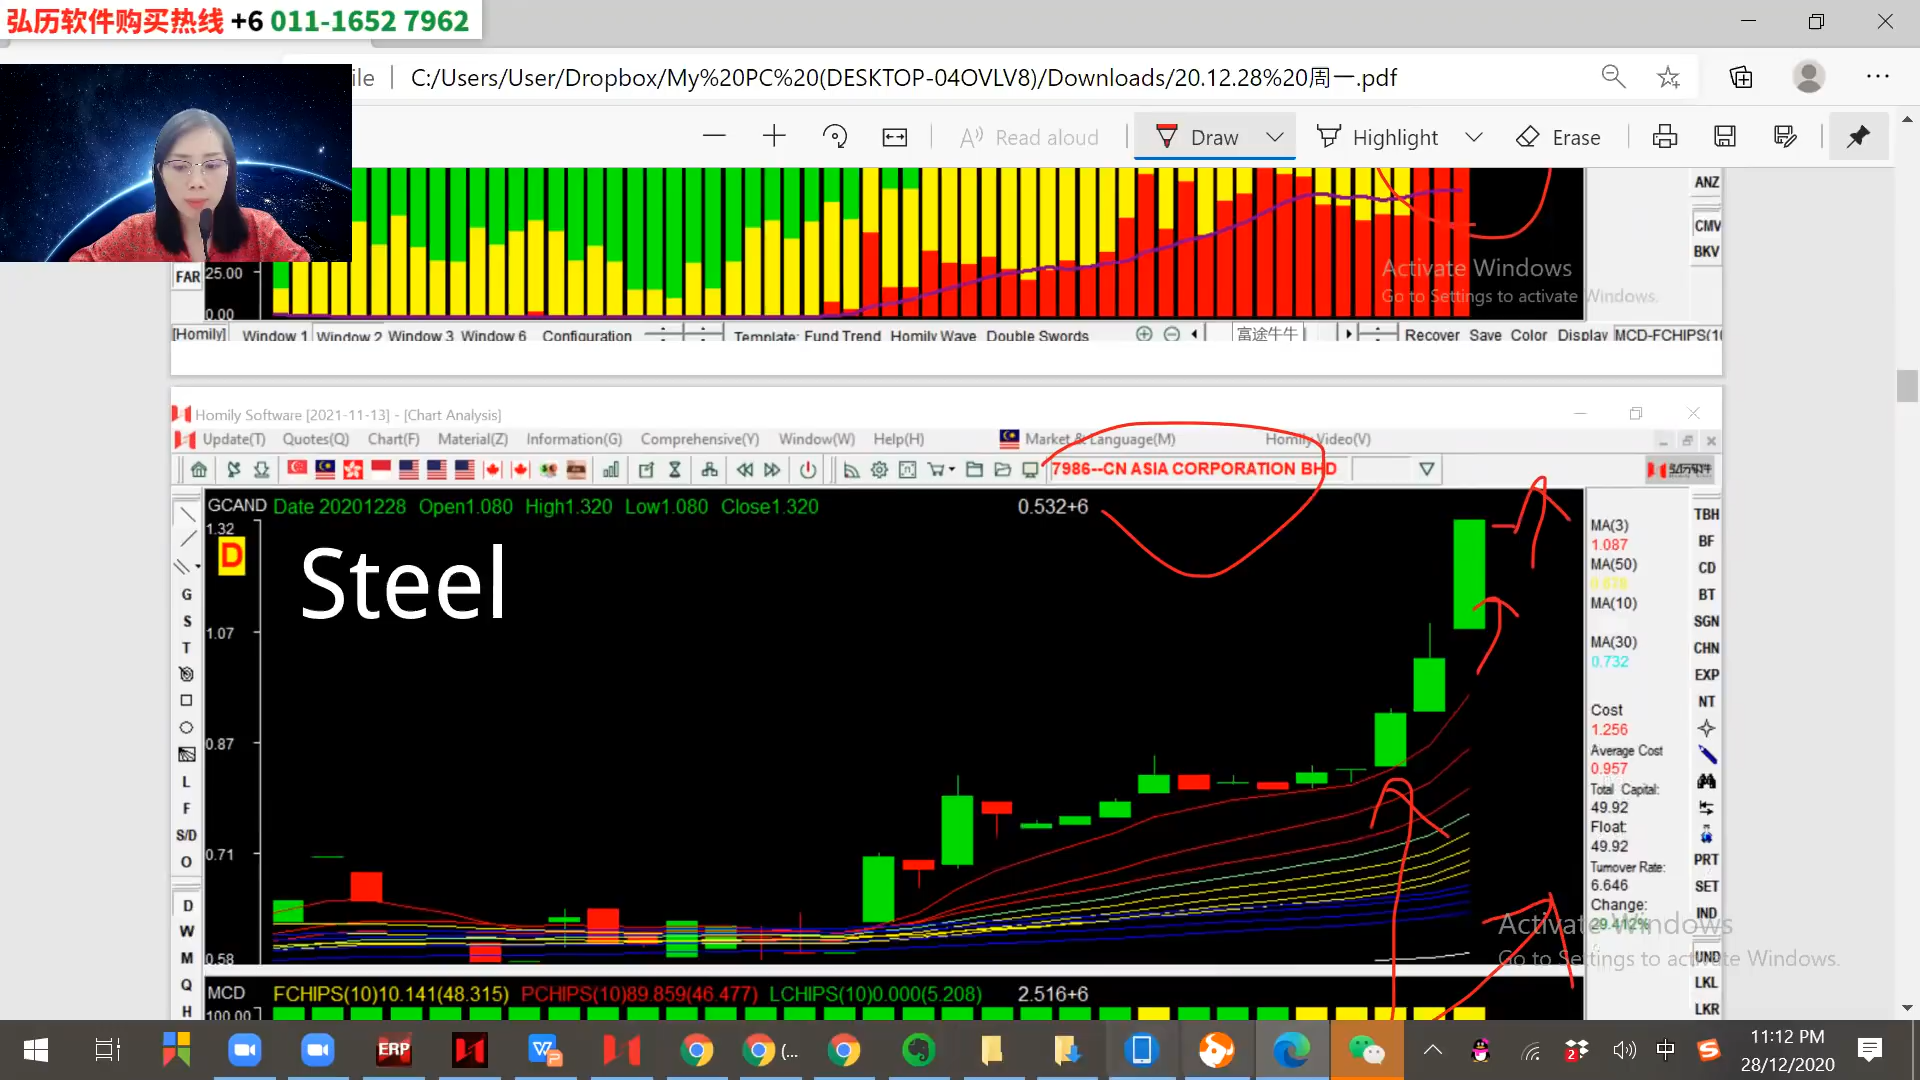 弘历软件购买热线 +6 011-1652 7962
ile | C:/Users/User/Dropbox/My%20PC%20(DESKTOP-04OVLV8)/Downloads/20.12.28%20周一.pdf
Read aloud Draw Highlight Erase
ANZ
CMV
BKV
FAR 25.00
0.00
Activate Windows
Go to Settings to activate Windows.
[Homily] Window 1 Window 2 Window 3 Window 6 Configuration Template: Fund Trend Homily Wave Double Swords 富途牛牛 Recover Save Color Display MCD-FCHIPS(10
Homily Software [2021-11-13] - [Chart Analysis]
Update(T) Quotes(Q) Chart(F) Material(Z) Information(G) Comprehensive(Y) Window(W) Help(H) Market & Language(M) Homily Video(V)
7986--CN ASIA CORPORATION BHD
GCAND Date 20201228 Open1.080 High1.320 Low1.080 Close1.320 0.532+6
1.32
D
Steel
1.07
0.87
0.71
0.58
G
S
T
L
F
S/D
O
D
W
M
Q
H
MA(3)
1.087
MA(50)
MA(10)
MA(30)
0.732
Cost
1.256
Average Cost
0.957
Total Capital:
49.92
Float:
49.92
Turnover Rate:
6.646
Change:
29.412%
TBH
BF
CD
BT
SGN
CHN
EXP
NT
PRT
SET
IND
UND
LKL
LKR
Activate Windows
Go to Settings to activate Windows.
MCD FCHIPS(10)10.141(48.315) PCHIPS(10)89.859(46.477) LCHIPS(10)0.000(5.208) 2.516+6
100.00
ERP
(...
2
中
11:12 PM
28/12/2020